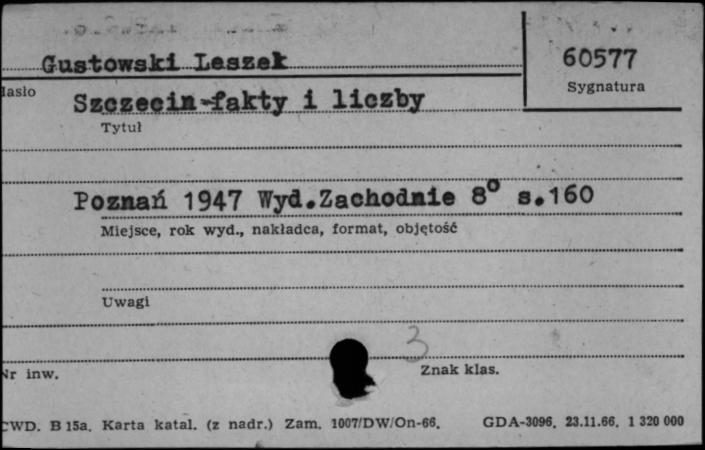 Gustowski Leszek
60577
Hasło
Sygnatura
Szczecin-fakty i liczby
Tytuł
Poznań 1947 Wyd.Zachodnie 8° s.160
Miejsce, rok wyd., nakładca, format, objętość
Uwagi
3
Nr inw.
Znak klas.
CWD. B 15a. Karta katal. (z nadr.) Zam. 1007/DW/On-66. GDA-3096. 23.11.66. 1 320 000